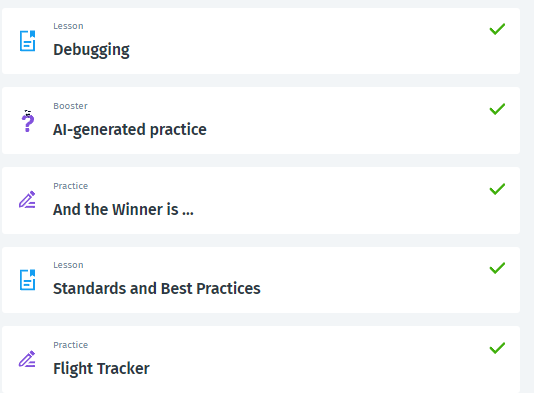 Lesson
Debugging
Booster
AI-generated practice
Practice
And the Winner is ...
Lesson
Standards and Best Practices
Practice
Flight Tracker